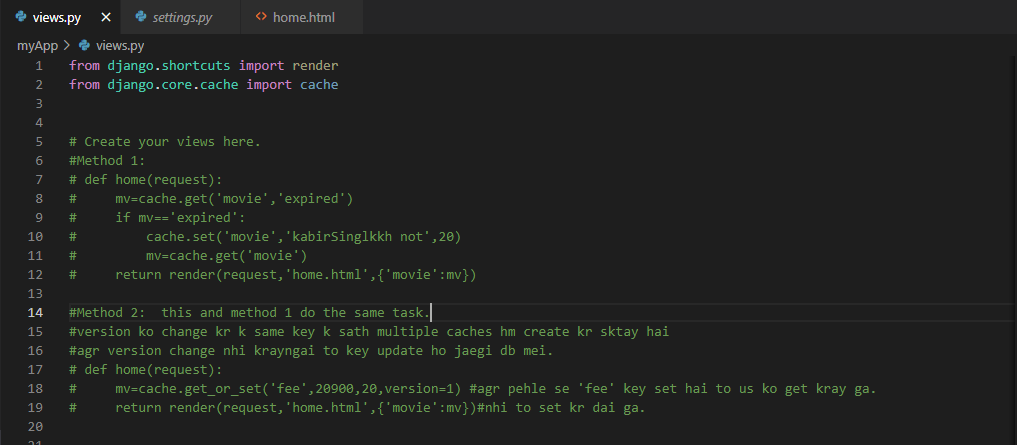 views.py × settings.py <> home.html
myApp > views.py
1 from django.shortcuts import render
2 from django.core.cache import cache
3
4
5 # Create your views here.
6 #Method 1:
7 # def home(request):
8 #     mv=cache.get('movie','expired')
9 #     if mv=='expired':
10 #         cache.set('movie','kabirSinglkkh not',20)
11 #         mv=cache.get('movie')
12 #     return render(request,'home.html',{'movie':mv})
13
14 #Method 2:  this and method 1 do the same task.
15 #version ko change kr k same key k sath multiple caches hm create kr sktay hai
16 #agr version change nhi krayngai to key update ho jaegi db mei.
17 # def home(request):
18 #     mv=cache.get_or_set('fee',20900,20,version=1) #agr pehle se 'fee' key set hai to us ko get kray ga.
19 #     return render(request,'home.html',{'movie':mv})#nhi to set kr dai ga.
20